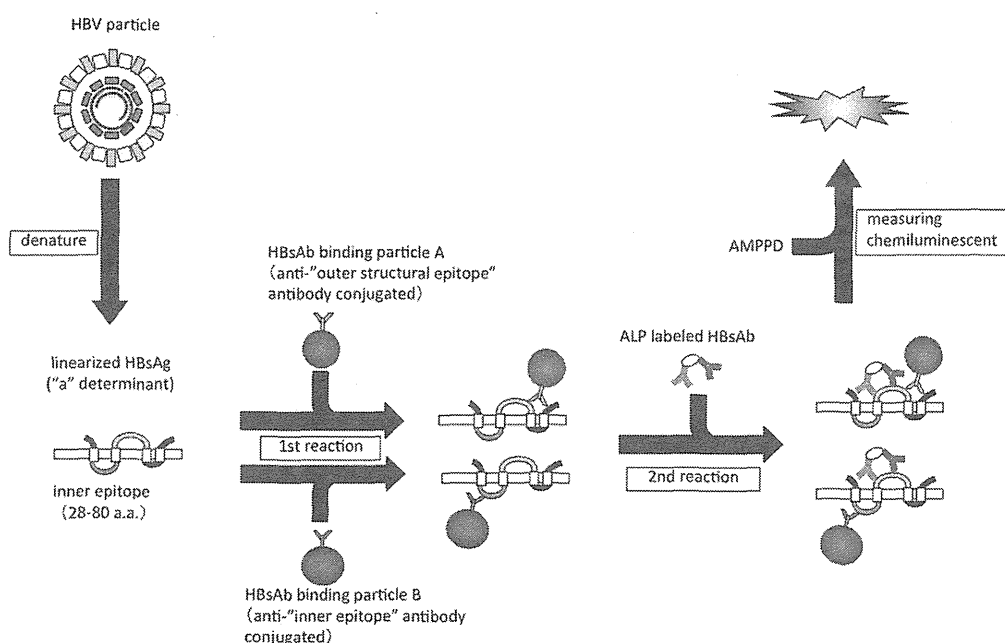 HBV particle
denature
linearized HBsAg
("a" determinant)
inner epitope
(28-80 a.a.)
HBsAb binding particle A
(anti-"outer structural epitope"
antibody conjugated)
1st reaction
HBsAb binding particle B
(anti-"inner epitope" antibody
conjugated)
ALP labeled HBsAb
2nd reaction
AMPPD
measuring
chemiluminescent